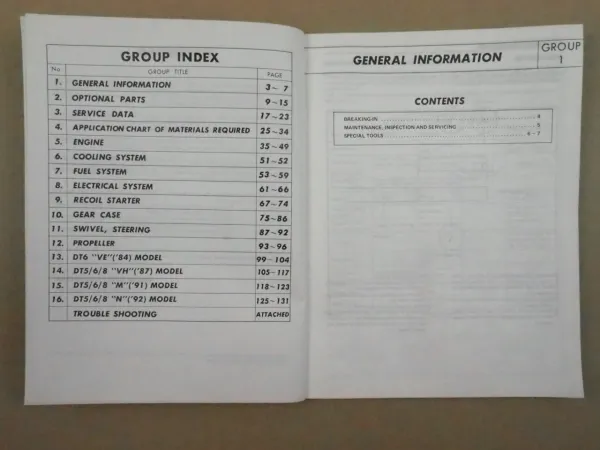 GROUP INDEX
No. GROUP TITLE PAGE
1. GENERAL INFORMATION 3~ 7
2. OPTIONAL PARTS 9~15
3. SERVICE DATA 17~23
4. APPLICATION CHART OF MATERIALS REQUIRED 25~34
5. ENGINE 35~49
6. COOLING SYSTEM 51~52
7. FUEL SYSTEM 53~59
8. ELECTRICAL SYSTEM 61~66
9. RECOIL STARTER 67~74
10. GEAR CASE 75~86
11. SWIVEL, STEERING 87~92
12. PROPELLER 93~96
13. DT6 "VE"('84) MODEL 99~104
14. DT5/6/8 "VH"('87) MODEL 105~117
15. DT5/6/8 "M"('91) MODEL 118~123
16. DT5/6/8 "N"('92) MODEL 125~131
TROUBLE SHOOTING ATTACHED
GENERAL INFORMATION
GROUP
1
CONTENTS
BREAKING IN 4
MAINTENANCE, INSPECTION AND SERVICING 5
SPECIAL TOOLS 6~7